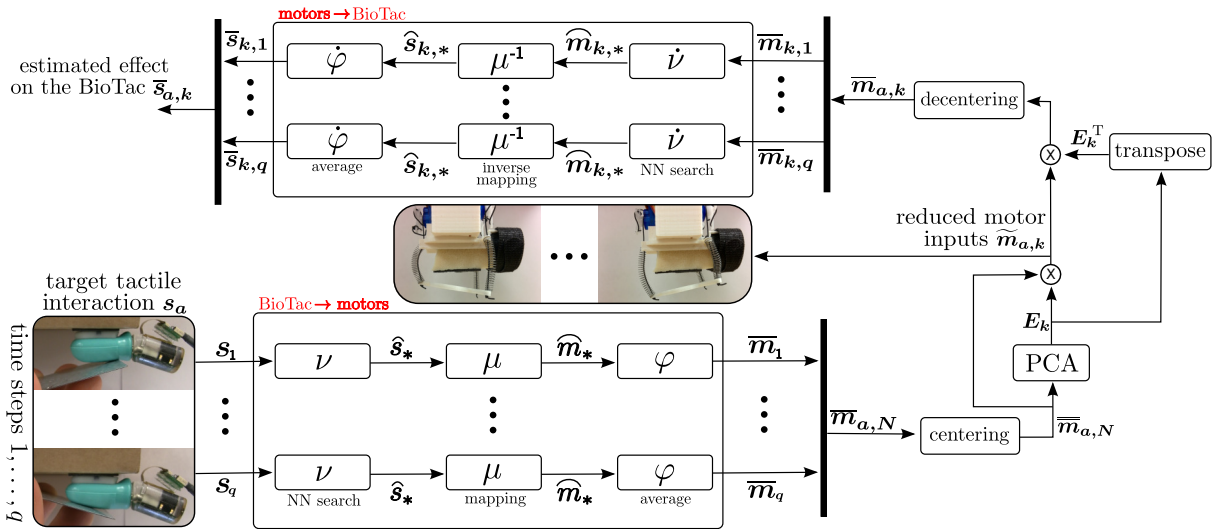 motors→BioTac
s̅k,1
ŝk,*
m̂k,*
m̅k,1
φ̇
μ-1
ν̇
estimated effect
on the BioTac s̅a,k
m̅a,k
decentering
φ̇
μ-1
ν̇
s̅k,q
ŝk,*
m̂k,*
m̅k,q
average
inverse
mapping
NN search
x
EkT
transpose
reduced motor
inputs m̃a,k
x
target tactile
interaction sa
BioTac→motors
Ek
PCA
time steps 1,...,q
s1
ŝ*
m̂*
m̅1
ν
μ
φ
m̅a,N
centering
m̿a,N
sq
ŝ*
m̂*
m̅q
ν
μ
φ
NN search
mapping
average